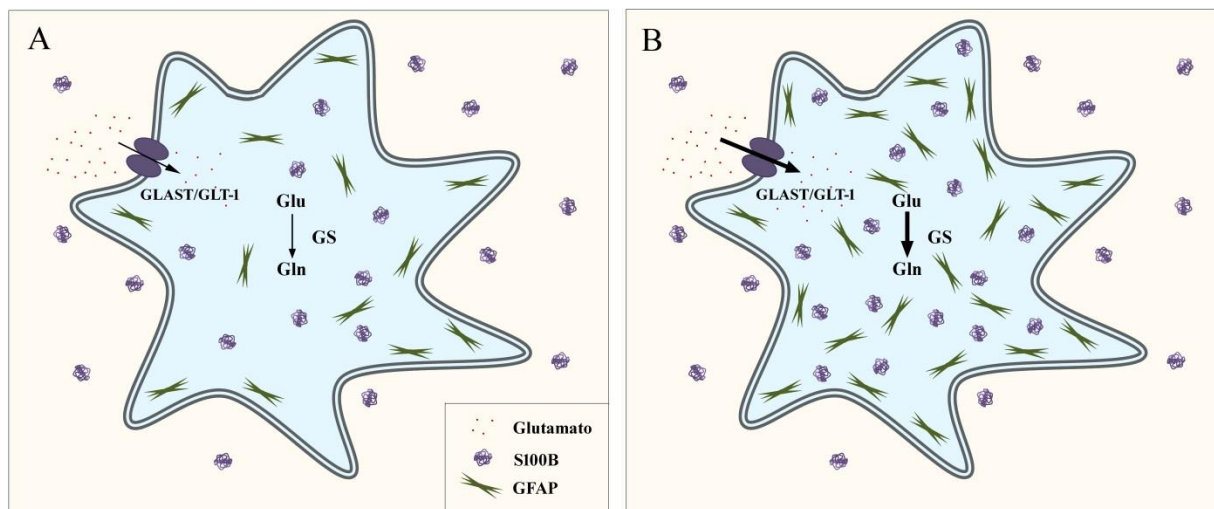 A
GLAST/GLT-1
Glu
GS
Gln
Glutamato
S100B
GFAP
B
GLAST/GLT-1
Glu
GS
Gln